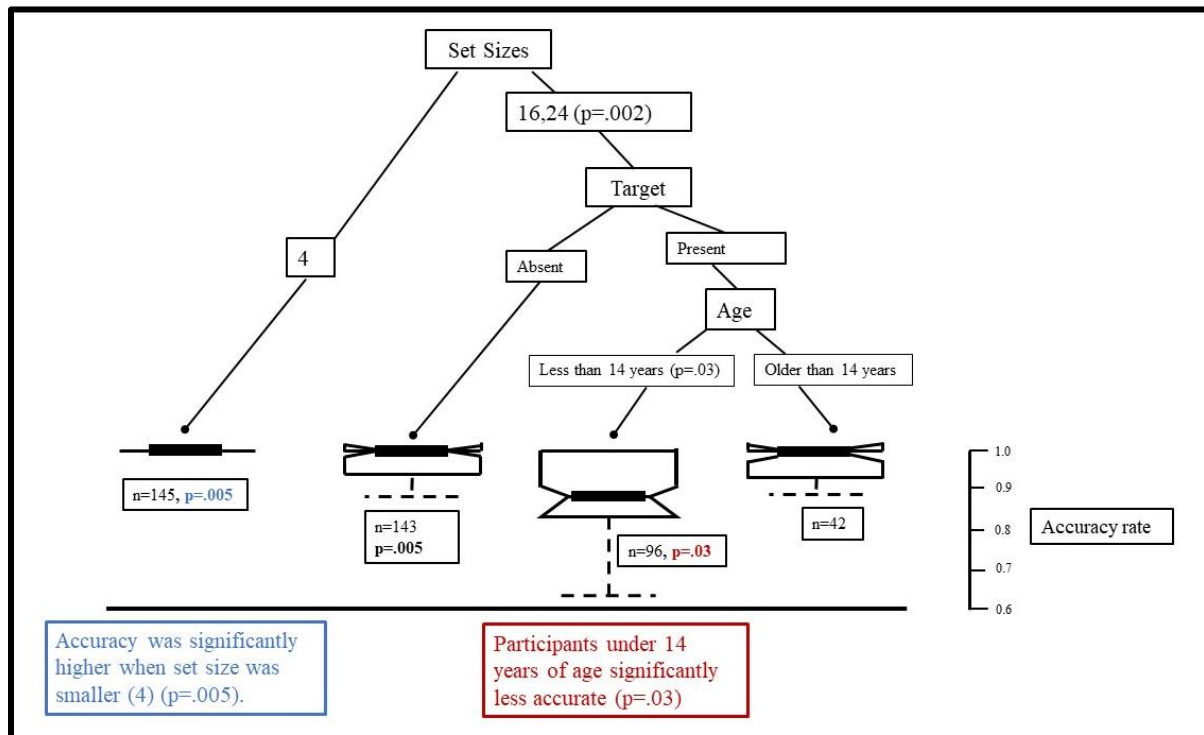 Set Sizes
16,24 (p=.002)
Target
4
Absent
Present
Age
Less than 14 years (p=.03)
Older than 14 years
n=145, p=.005
n=143
p=.005
n=96, p=.03
n=42
1.0
0.9
0.8
0.7
0.6
Accuracy rate
Accuracy was significantly
higher when set size was
smaller (4) (p=.005).
Participants under 14
years of age significantly
less accurate (p=.03)